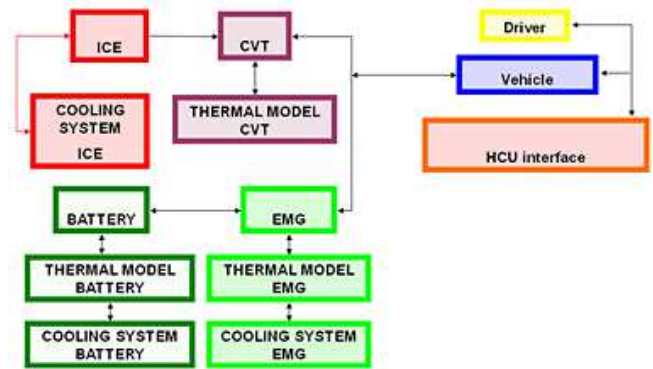 ICE
CVT
Driver
Vehicle
COOLING
SYSTEM
ICE
THERMAL MODEL
CVT
HCU interface
BATTERY
EMG
THERMAL MODEL
BATTERY
THERMAL MODEL
EMG
COOLING SYSTEM
BATTERY
COOLING SYSTEM
EMG